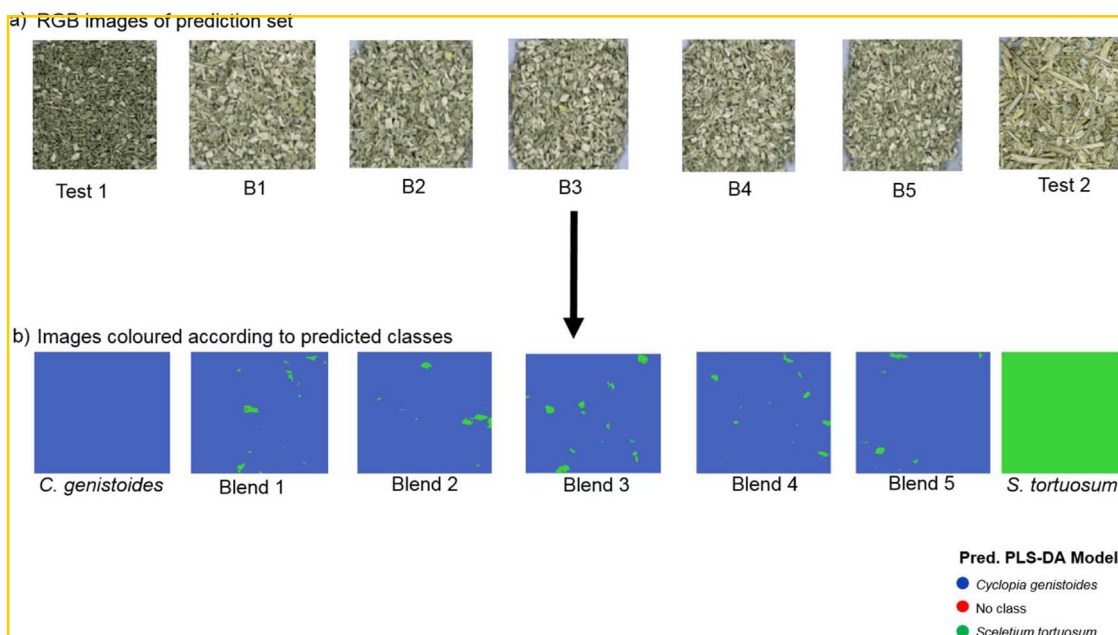 a) RGB images of prediction set
Test 1 B1 B2 B3 B4 B5 Test 2
b) Images coloured according to predicted classes
C. genistoides Blend 1 Blend 2 Blend 3 Blend 4 Blend 5 S. tortuosum
Pred. PLS-DA Model
Cyclopia genistoides
No class
Sceletium tortuosum